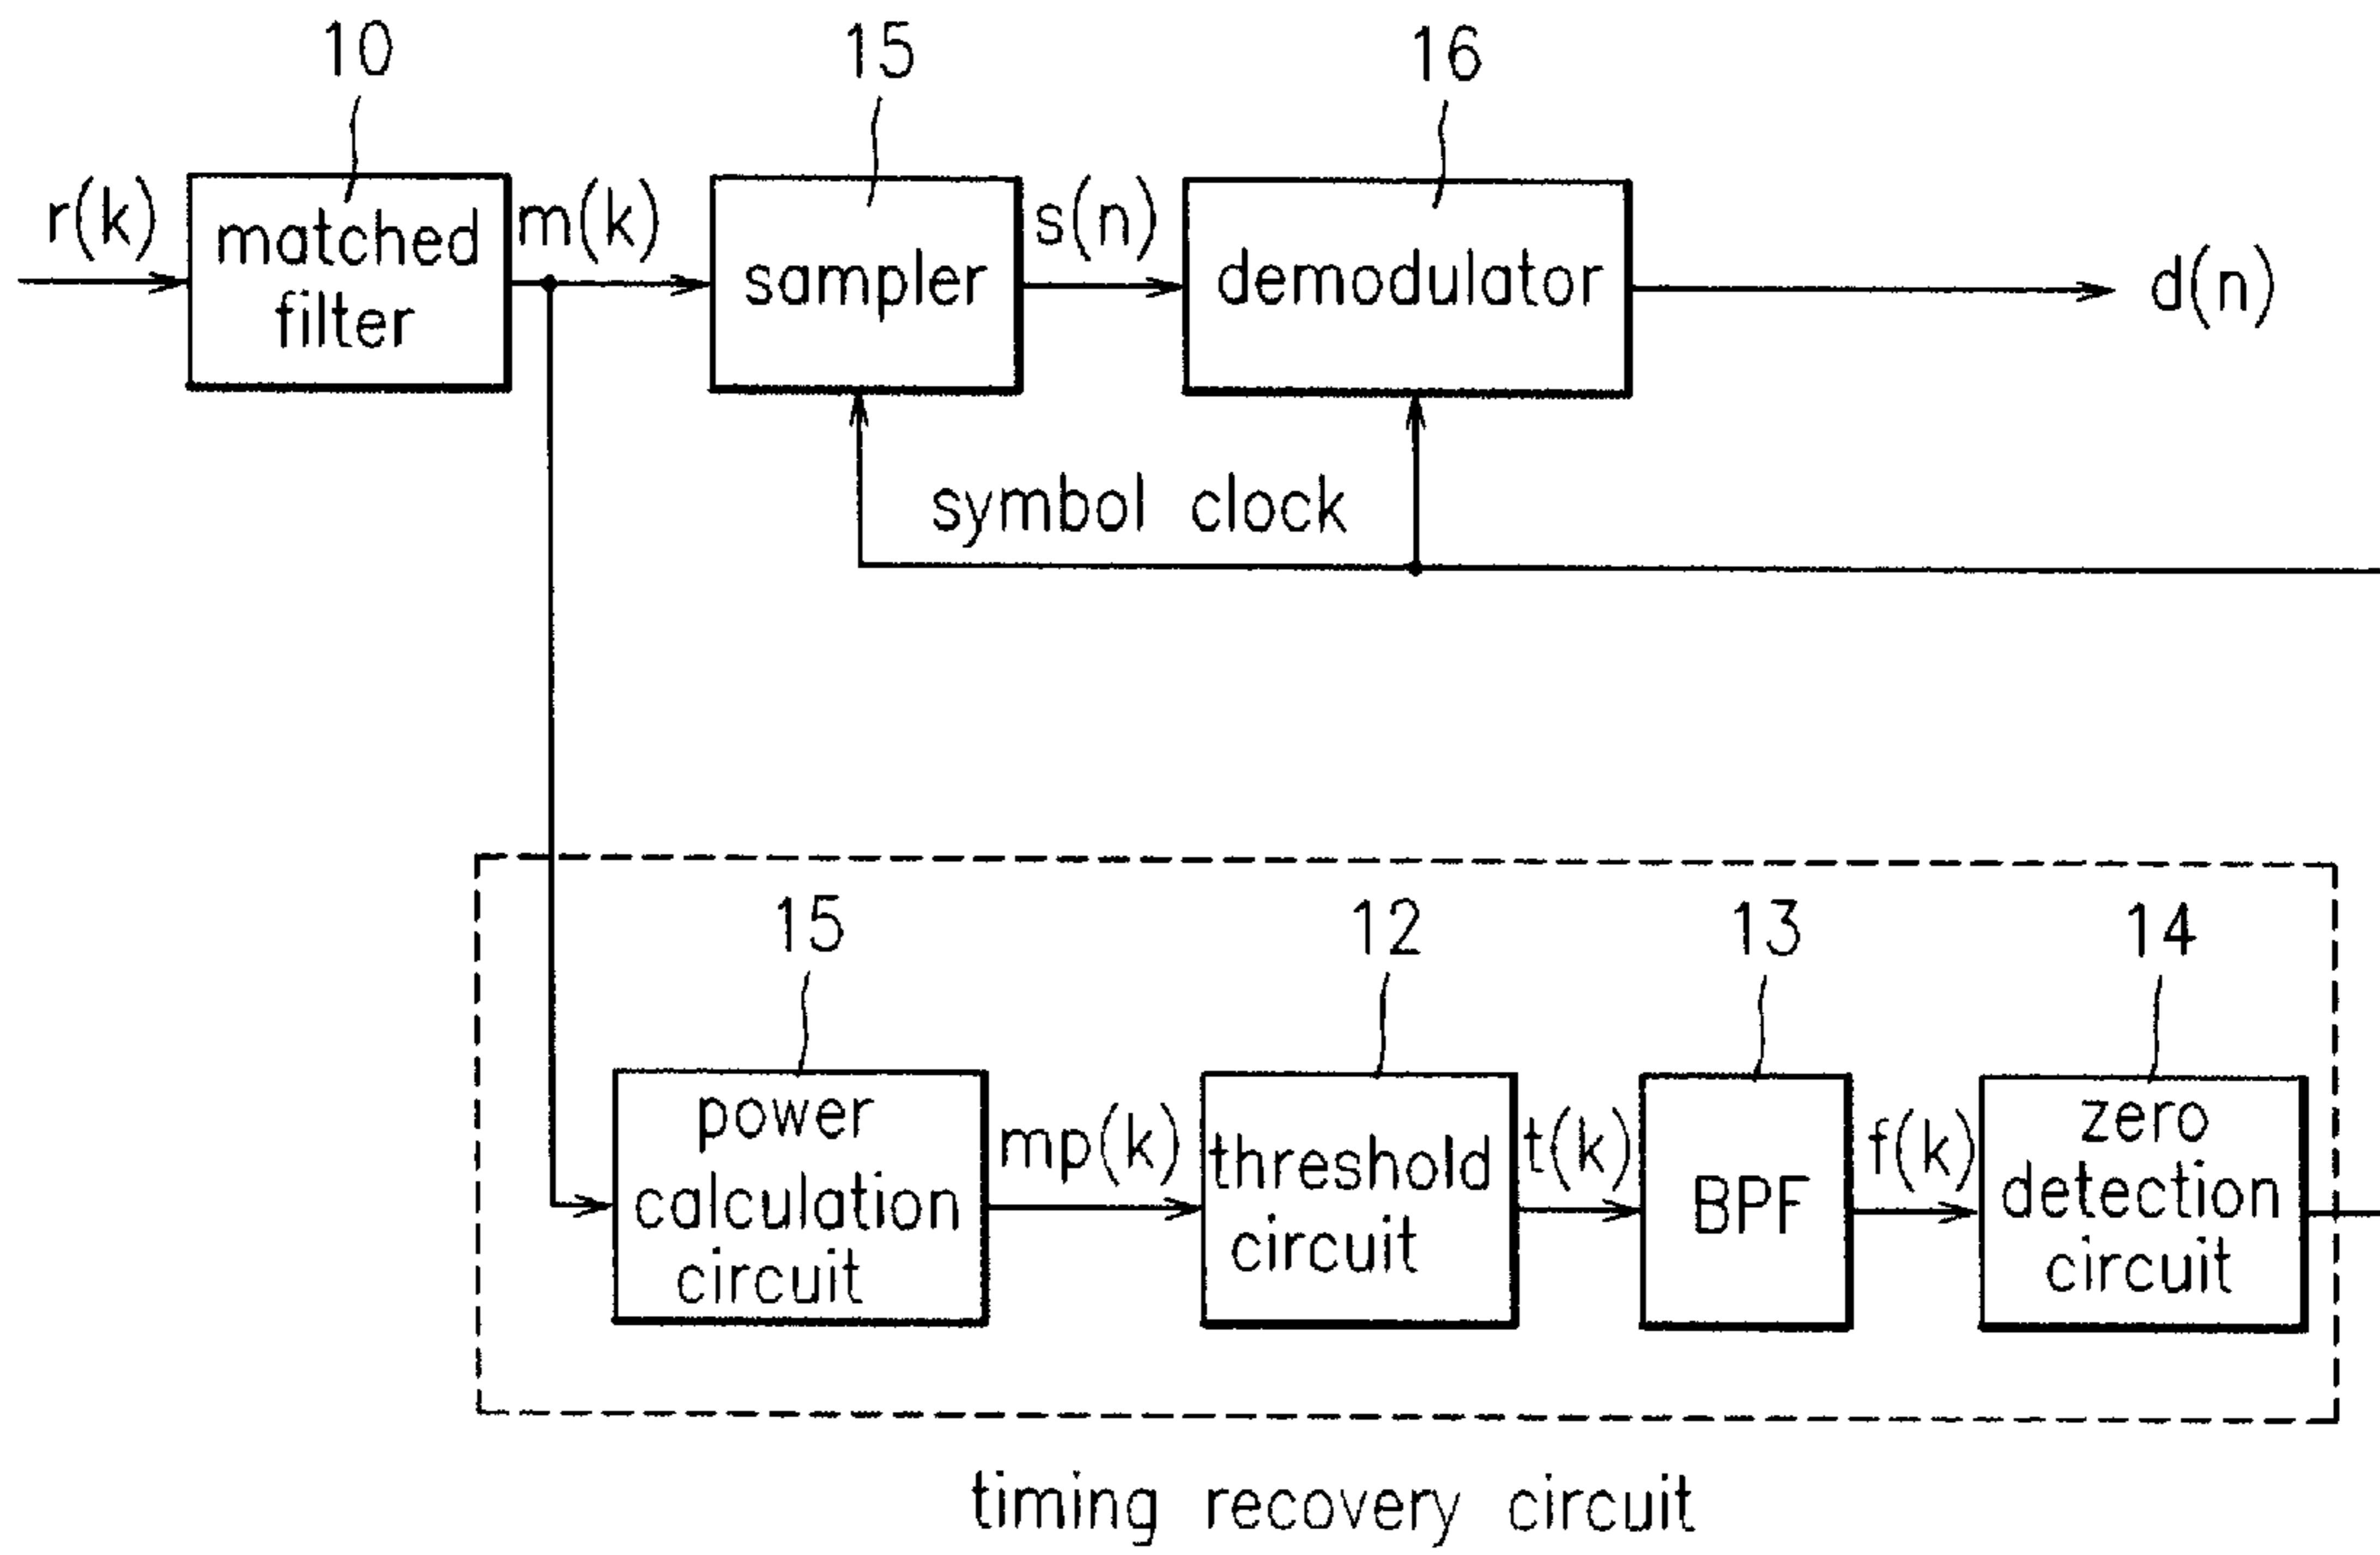 10
15
16
r(k)
matched
filter
m(k)
sampler
s(n)
demodulator
d(n)
symbol clock
15
12
13
14
power
calculation
circuit
mp(k)
threshold
circuit
t(k)
BPF
f(k)
zero
detection
circuit
timing recovery circuit